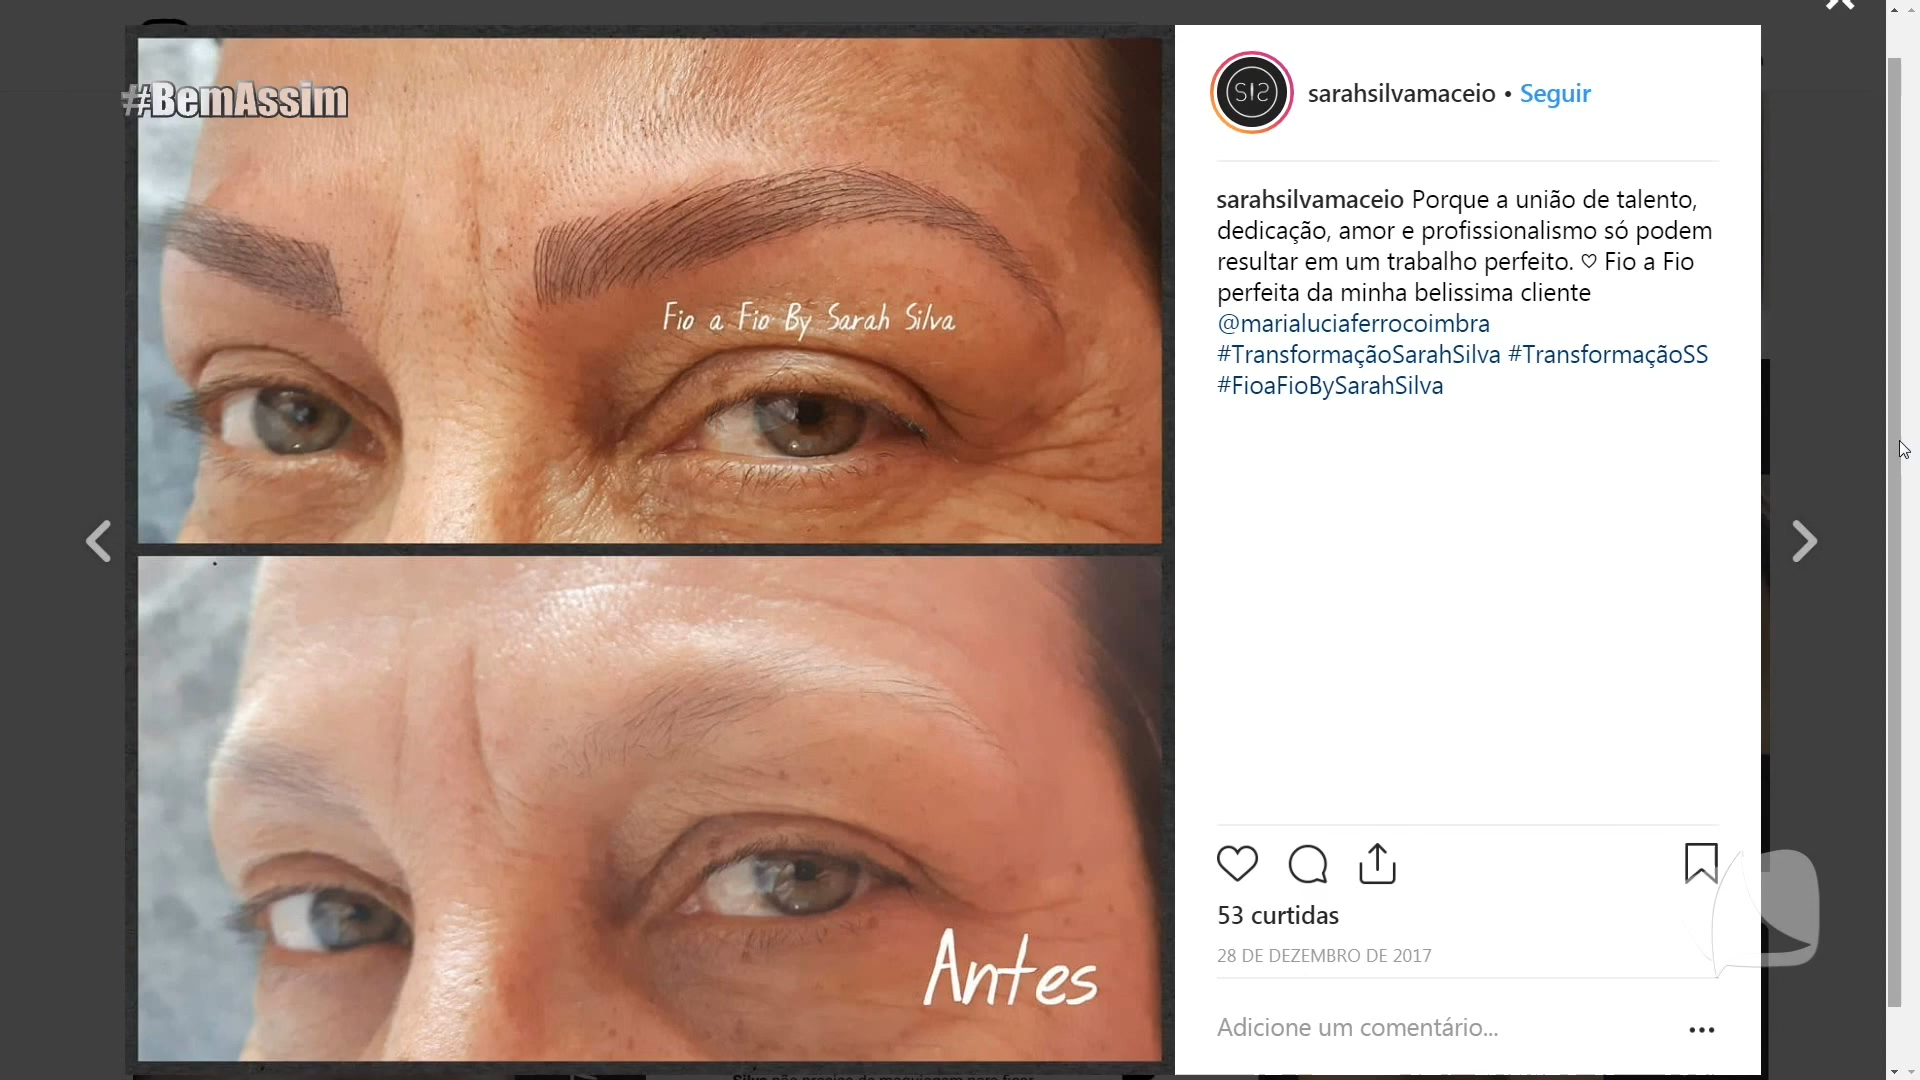 #BemAssim
Fio a Fio By Sarah Silva
Antes
SIS
sarahsilvamaceio • Seguir
sarahsilvamaceio Porque a união de talento,
dedicação, amor e profissionalismo só podem
resultar em um trabalho perfeito. ♡ Fio a Fio
perfeita da minha belissima cliente
@marialuciaferrocoimbra
#TransformaçãoSarahSilva #TransformaçãoSS
#FioaFioBySarahSilva
53 curtidas
28 DE DEZEMBRO DE 2017
Adicione um comentário...